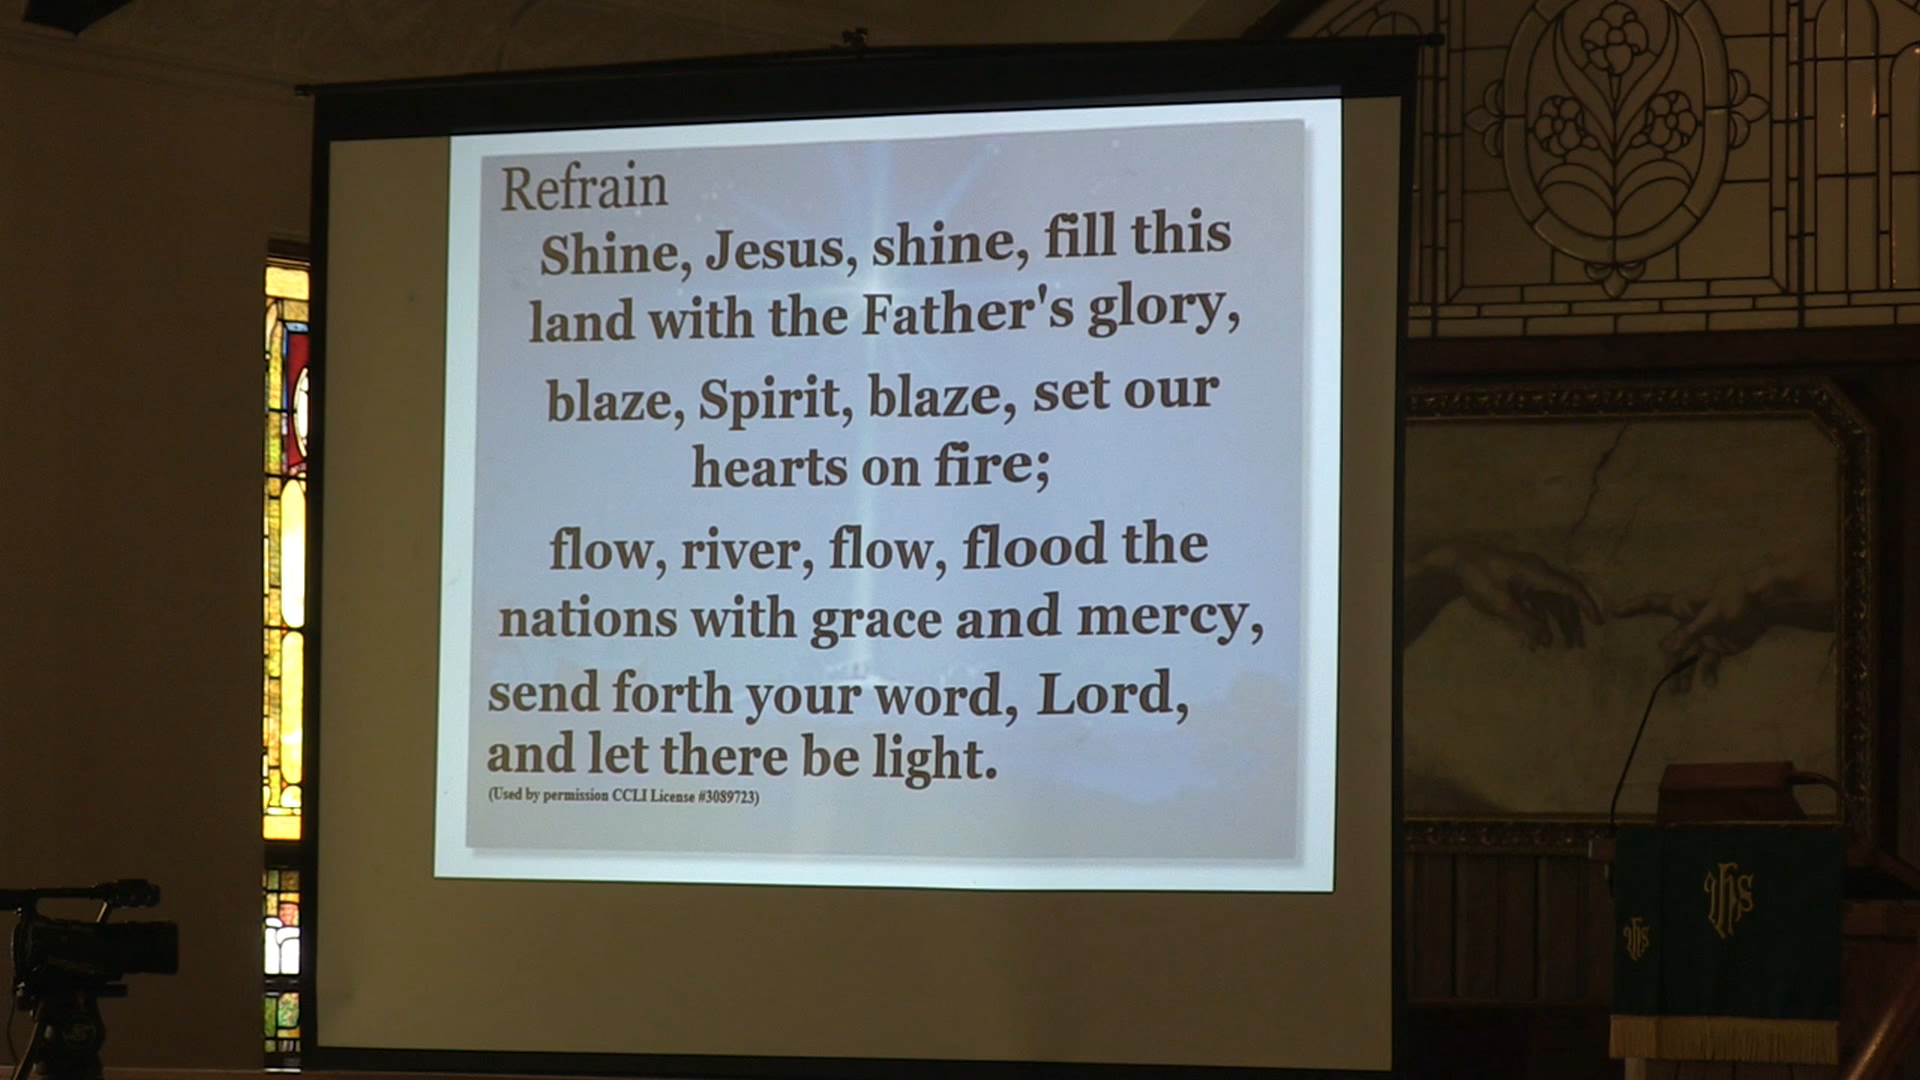 Refrain
Shine, Jesus, shine, fill this
land with the Father's glory,
blaze, Spirit, blaze, set our
hearts on fire;
flow, river, flow, flood the
nations with grace and mercy,
send forth your word, Lord,
and let there be light.
(Used by permission CCLI License #3089723)
ihs
ihs